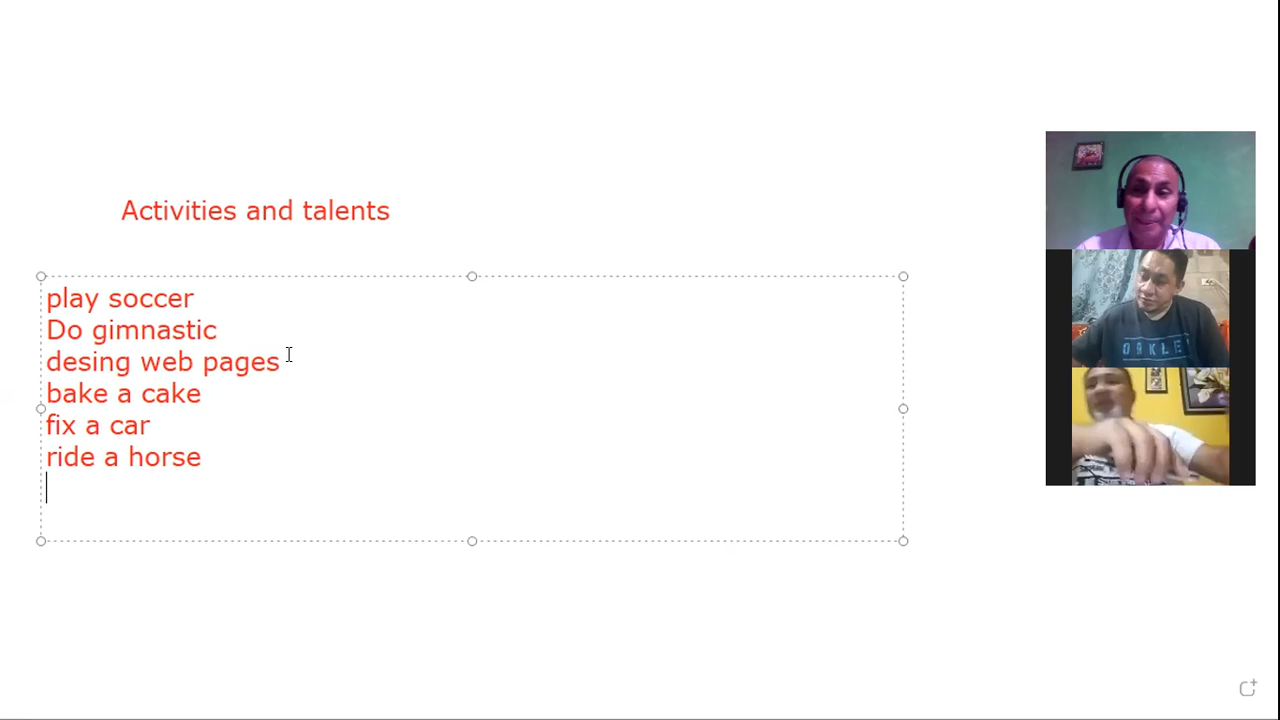 Activities and talents
play soccer
Do gimnastic
desing web pages
bake a cake
fix a car
ride a horse